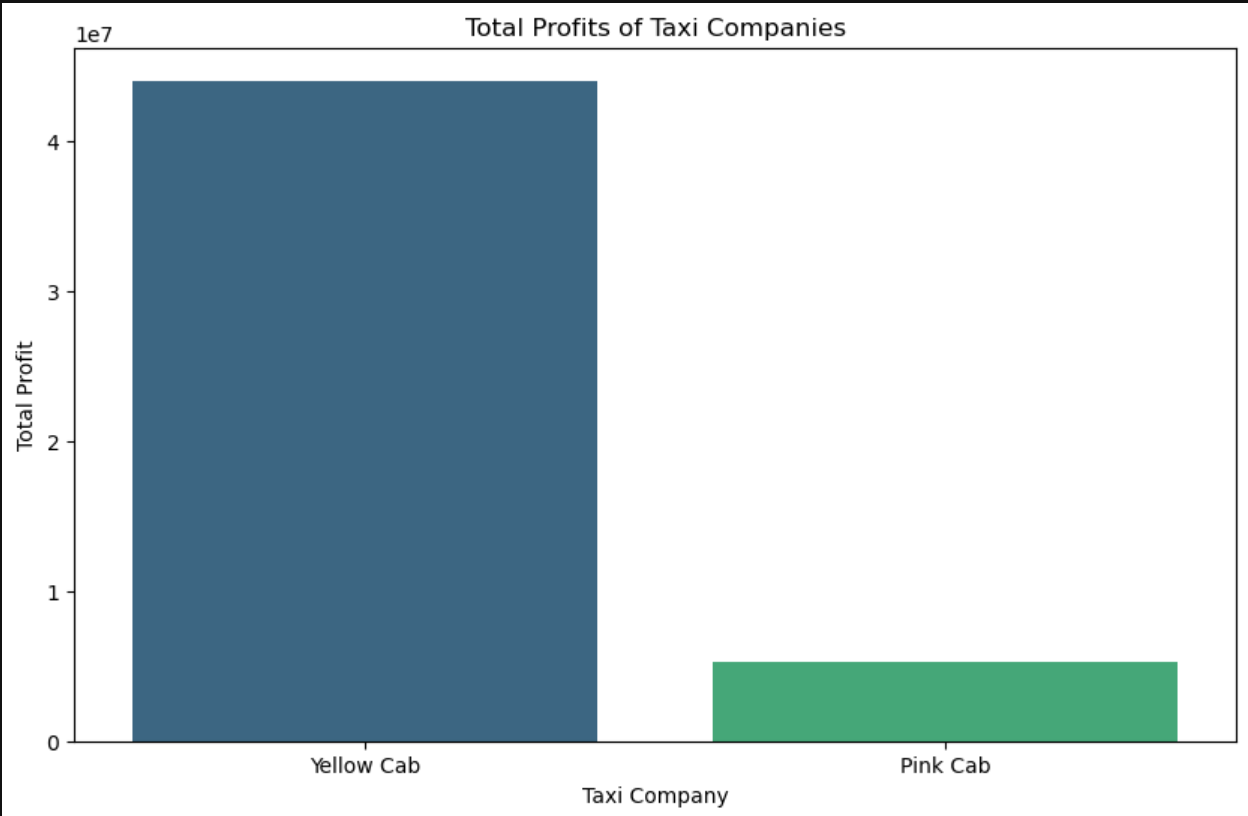 Total Profits of Taxi Companies
1e7
4
3
2
1
0
Total Profit
Yellow Cab
Pink Cab
Taxi Company